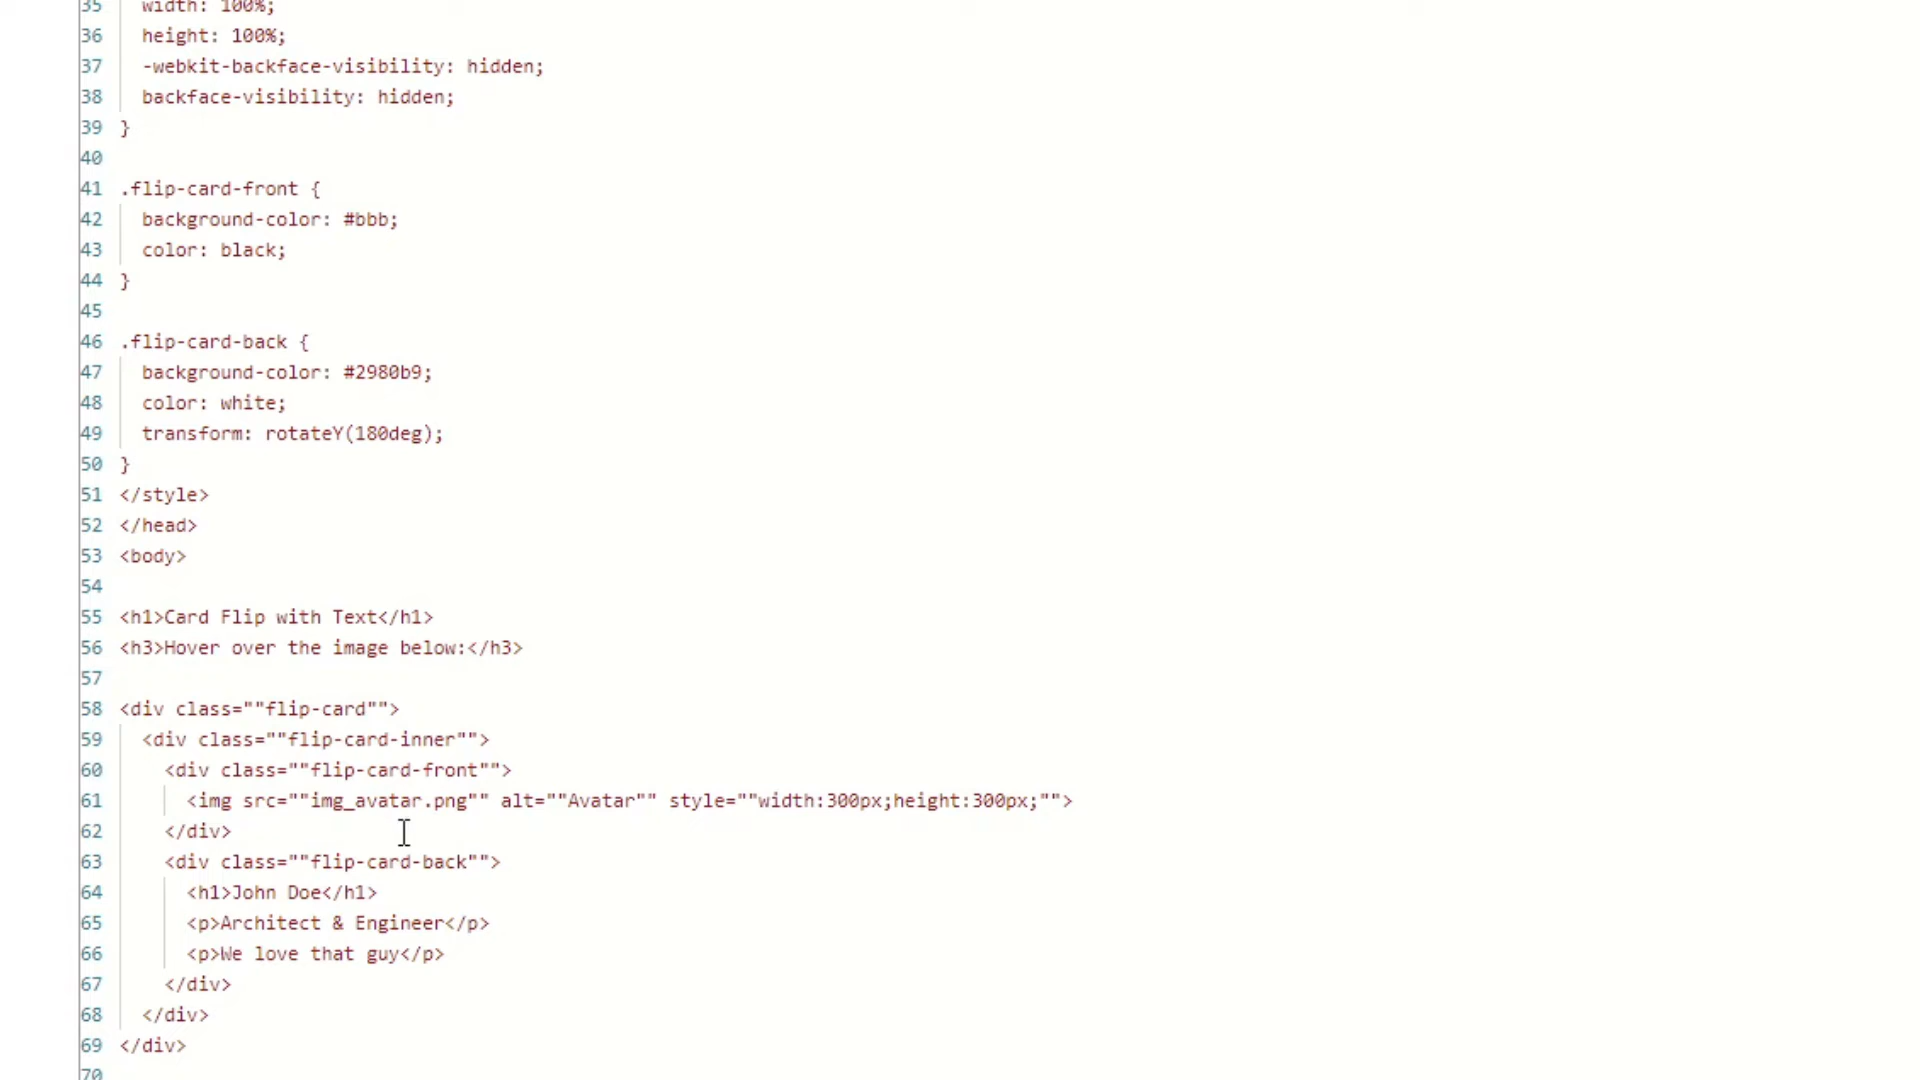 35 width: 100%;
36 height: 100%;
37 -webkit-backface-visibility: hidden;
38 backface-visibility: hidden;
39 }
40
41 .flip-card-front {
42 background-color: #bbb;
43 color: black;
44 }
45
46 .flip-card-back {
47 background-color: #2980b9;
48 color: white;
49 transform: rotateY(180deg);
50 }
51 </style>
52 </head>
53 <body>
54
55 <h1>Card Flip with Text</h1>
56 <h3>Hover over the image below:</h3>
57
58 <div class=""flip-card"">
59 <div class=""flip-card-inner"">
60 <div class=""flip-card-front"">
61 <img src=""img_avatar.png"" alt=""Avatar"" style=""width:300px;height:300px;"">
62 </div>
63 <div class=""flip-card-back"">
64 <h1>John Doe</h1>
65 <p>Architect & Engineer</p>
66 <p>We love that guy</p>
67 </div>
68 </div>
69 </div>
70